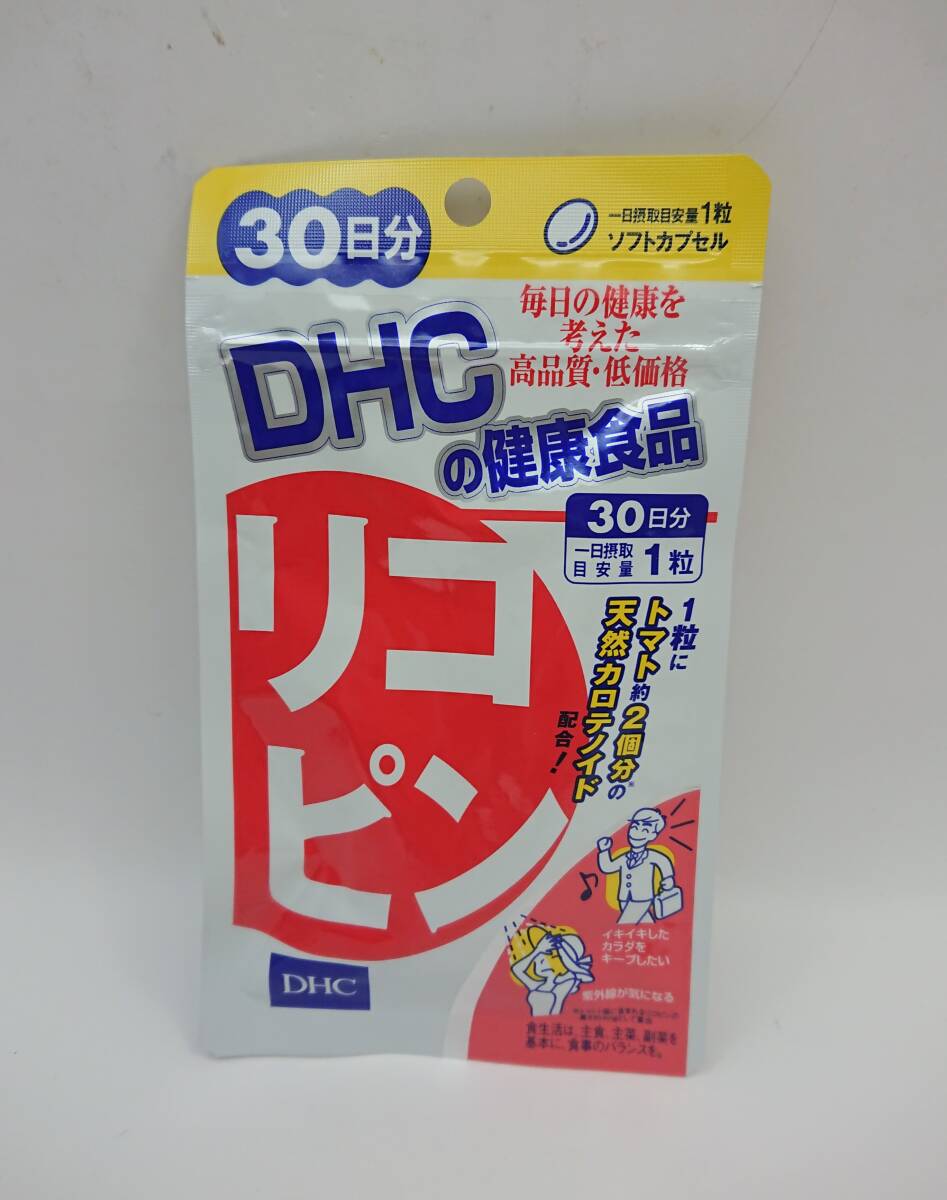 30日分
一日摂取目安量1粒
ソフトカプセル
毎日の健康を
考えた
高品質・低価格
DHC
の健康食品
30日分
一日摂取
目安量
1粒
リコ
ピン
1粒に
トマト約2個分の※
天然カロテノイド
配合！
イキイキした
カラダを
キープしたい
紫外線が気になる
食生活は、主食、主菜、副菜を
基本に、食事のバランスを。
DHC